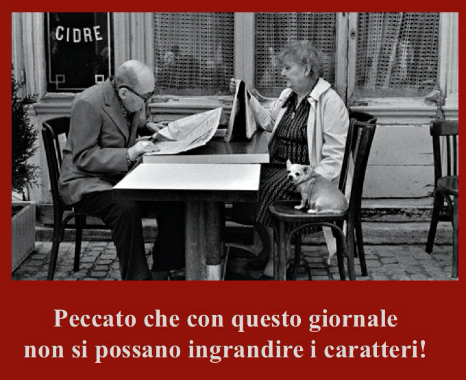 CIDRE
Peccato che con questo giornale
non si possano ingrandire i caratteri!